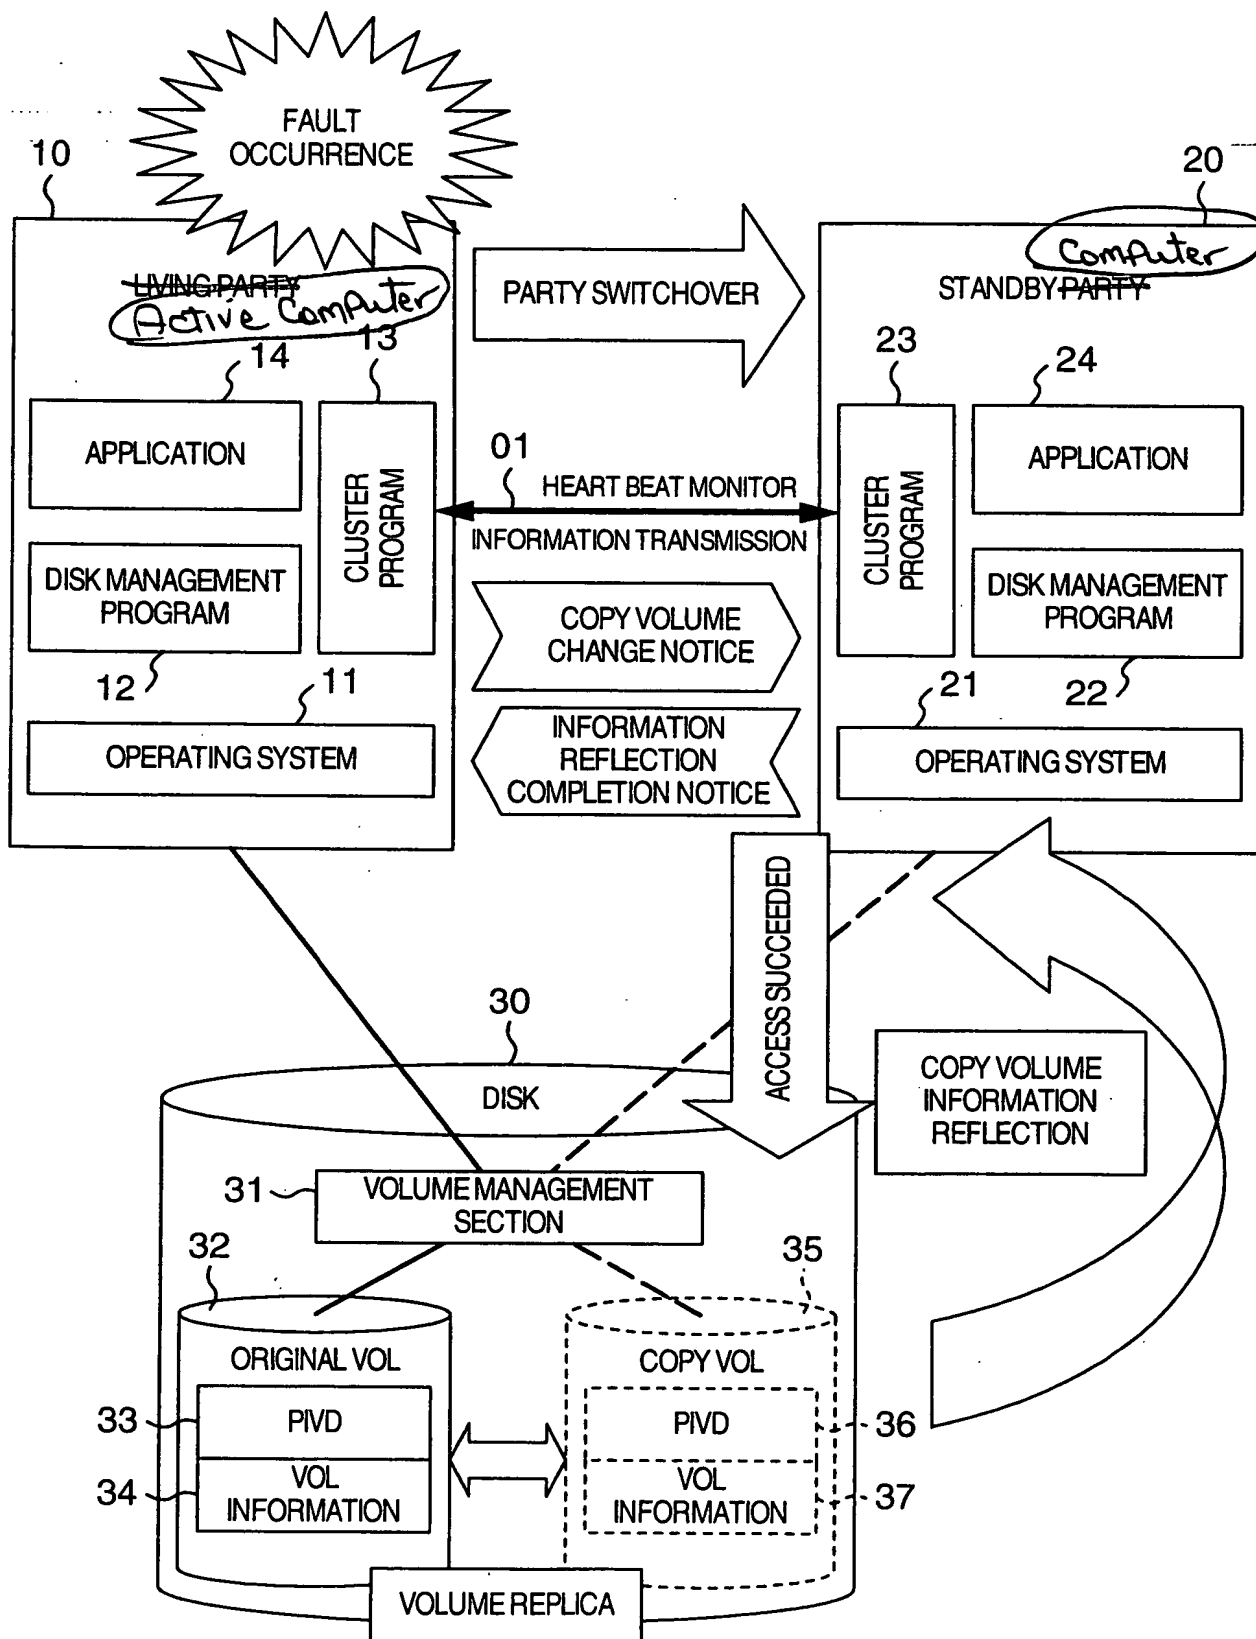 FAULT
OCCURRENCE
10
20
LIVING PARTY
Active Computer
PARTY SWITCHOVER
Computer
STANDBY PARTY
14
13
APPLICATION
CLUSTER
PROGRAM
DISK MANAGEMENT
PROGRAM
12
11
OPERATING SYSTEM
01
HEART BEAT MONITOR
INFORMATION TRANSMISSION
COPY VOLUME
CHANGE NOTICE
INFORMATION
REFLECTION
COMPLETION NOTICE
23
24
CLUSTER
PROGRAM
APPLICATION
DISK MANAGEMENT
PROGRAM
21
22
OPERATING SYSTEM
ACCESS SUCCEEDED
30
DISK
COPY VOLUME
INFORMATION
REFLECTION
31
VOLUME MANAGEMENT
SECTION
32
35
ORIGINAL VOL
COPY VOL
33
PIVD
PIVD
36
34
VOL
INFORMATION
VOL
INFORMATION
37
VOLUME REPLICA